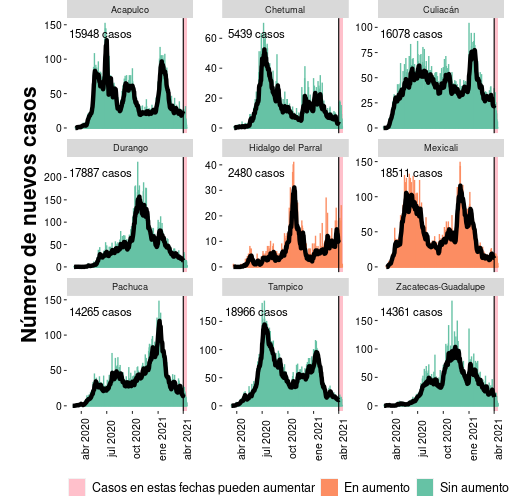 Número de nuevos casos
Acapulco
Chetumal
Culiacán
15948 casos
5439 casos
16078 casos
150
100
50
0
60
40
20
0
100
75
50
25
0
Durango
Hidalgo del Parral
Mexicali
17887 casos
2480 casos
18511 casos
200
150
100
50
0
40
30
20
10
0
150
100
50
0
Pachuca
Tampico
Zacatecas-Guadalupe
14265 casos
18966 casos
14361 casos
150
100
50
0
150
100
50
0
150
100
50
0
abr 2020
jul 2020
oct 2020
ene 2021
abr 2021
abr 2020
jul 2020
oct 2020
ene 2021
abr 2021
abr 2020
jul 2020
oct 2020
ene 2021
abr 2021
Casos en estas fechas pueden aumentar
En aumento
Sin aumento